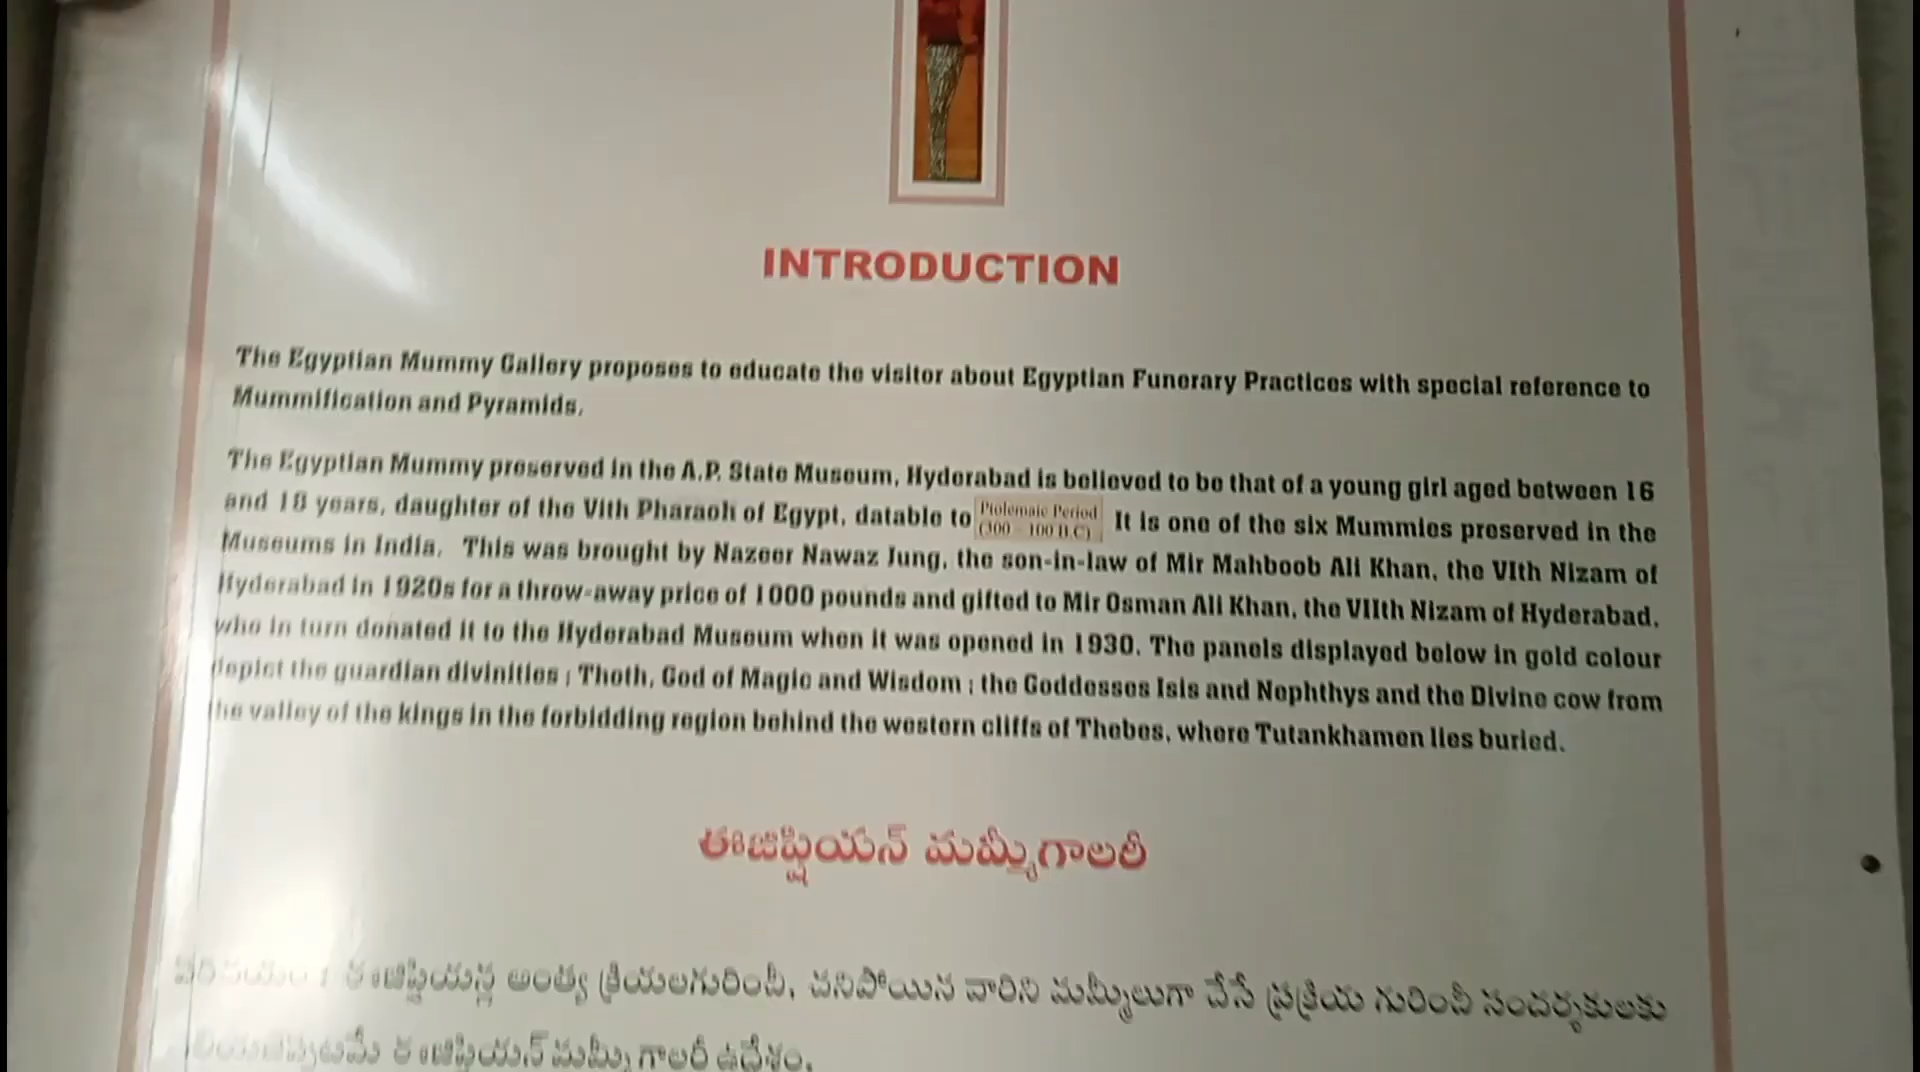 INTRODUCTION
The Egyptian Mummy Gallery proposes to educate the visitor about Egyptian Funerary Practices with special reference to
Mummification and Pyramids.
The Egyptian Mummy preserved in the A.P. State Museum, Hyderabad is believed to be that of a young girl aged between 16
and 18 years, daughter of the VIth Pharaoh of Egypt, datable to Ptolemaic Period (300 - 100 B.C) It is one of the six Mummies preserved in the
Museums in India. This was brought by Nazeer Nawaz Jung, the son-in-law of Mir Mahboob Ali Khan, the VIth Nizam of
Hyderabad in 1920s for a throw-away price of 1000 pounds and gifted to Mir Osman Ali Khan, the VIIth Nizam of Hyderabad,
who in turn donated it to the Hyderabad Museum when it was opened in 1930. The panels displayed below in gold colour
depict the guardian divinities ; Thoth, God of Magic and Wisdom ; the Goddesses Isis and Nephthys and the Divine cow from
the valley of the kings in the forbidding region behind the western cliffs of Thebes, where Tutankhamen lies buried.
ఈజిప్షియన్ మమ్మీగాలరీ
అంత్య క్రియలగురించి, చనిపోయిన వారిని మమ్మీలుగా చేసే ప్రక్రియ గురించి సందర్శకులకు
ఈజిప్షియన్ మమ్మీ గాలరీ ఉద్దేశం.